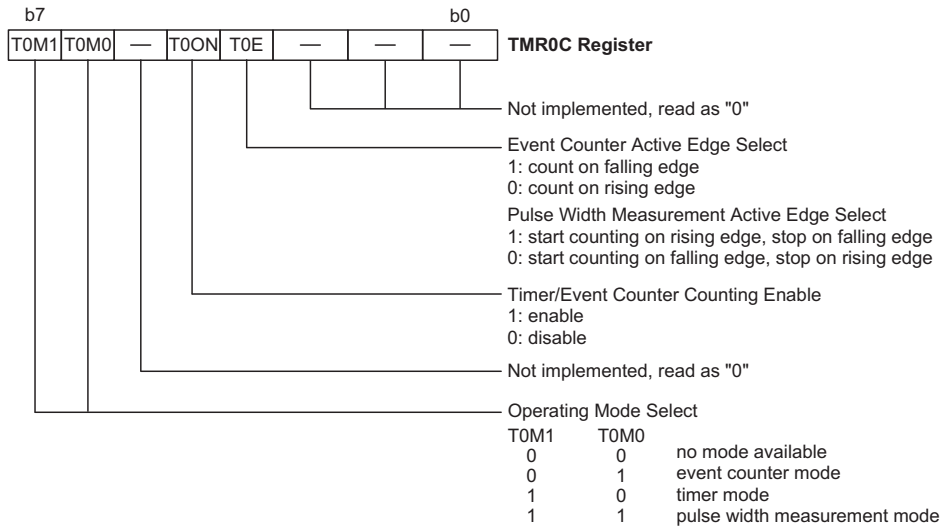 b7 b0
T0M1 T0M0 — T0ON T0E — — — TMR0C Register
Not implemented, read as "0"
Event Counter Active Edge Select
1: count on falling edge
0: count on rising edge
Pulse Width Measurement Active Edge Select
1: start counting on rising edge, stop on falling edge
0: start counting on falling edge, stop on rising edge
Timer/Event Counter Counting Enable
1: enable
0: disable
Not implemented, read as "0"
Operating Mode Select
T0M1 T0M0
0 0 no mode available
0 1 event counter mode
1 0 timer mode
1 1 pulse width measurement mode